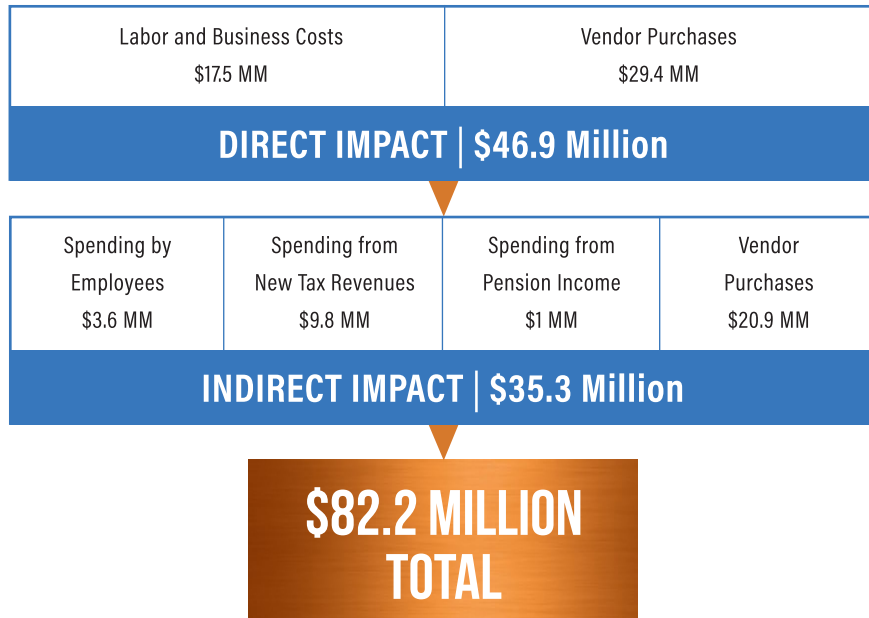 Labor and Business Costs
$17.5 MM
Vendor Purchases
$29.4 MM
DIRECT IMPACT | $46.9 Million
Spending by
Employees
$3.6 MM
Spending from
New Tax Revenues
$9.8 MM
Spending from
Pension Income
$1 MM
Vendor
Purchases
$20.9 MM
INDIRECT IMPACT | $35.3 Million
$82.2 MILLION
TOTAL